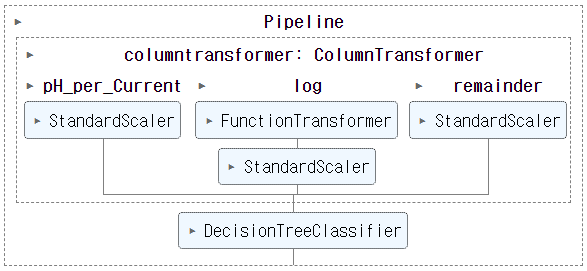 Pipeline
columntransformer: ColumnTransformer
pH_per_Current log remainder
StandardScaler FunctionTransformer StandardScaler
StandardScaler
DecisionTreeClassifier